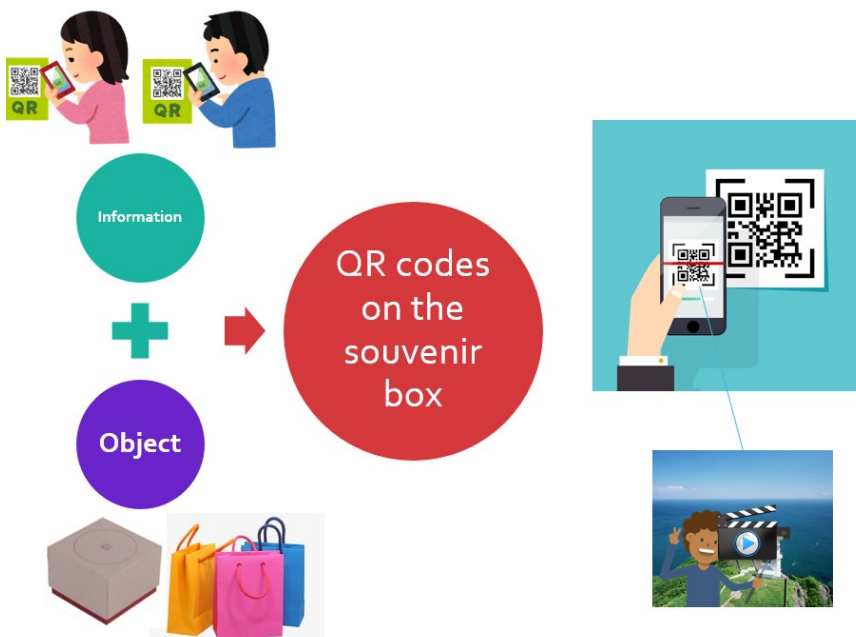 QR
QR
Information
QR codes
on the
souvenir
box
Object